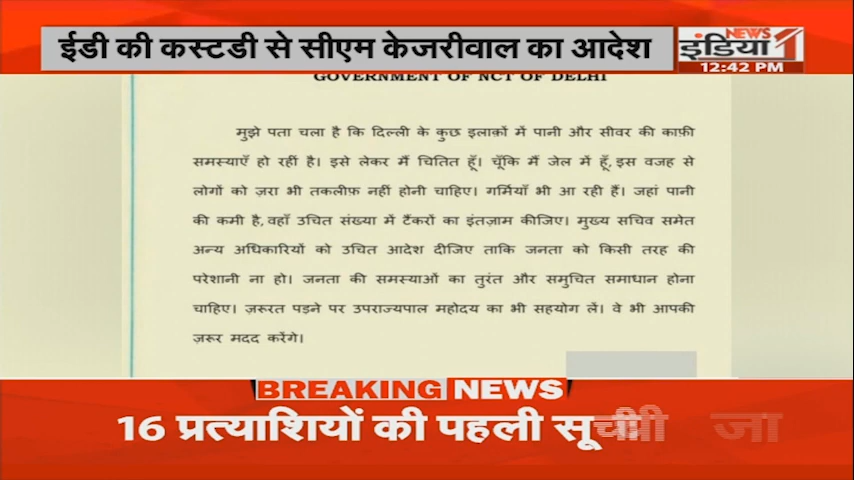 ईडी की कस्टडी से सीएम केजरीवाल का आदेश
NEWS
इंडिया 1
12:42 PM
GOVERNMENT OF NCT OF DELHI
मुझे पता चला है कि दिल्ली के कुछ इलाक़ों में पानी और सीवर की काफ़ी
समस्याएँ हो रहीं है। इसे लेकर मैं चिंतित हूँ। चूँकि मैं जेल में हूँ, इस वजह से
लोगों को ज़रा भी तकलीफ़ नहीं होनी चाहिए। गर्मियाँ भी आ रही हैं। जहां पानी
की कमी है, वहाँ उचित संख्या में टैंकरों का इंतज़ाम कीजिए। मुख्य सचिव समेत
अन्य अधिकारियों को उचित आदेश दीजिए ताकि जनता को किसी तरह की
परेशानी ना हो। जनता की समस्याओं का तुरंत और समुचित समाधान होना
चाहिए। ज़रूरत पड़ने पर उपराज्यपाल महोदय का भी सहयोग लें। वे भी आपकी
ज़रूर मदद करेंगे।
BREAKING NEWS
16 प्रत्याशियों की पहली सूची जा